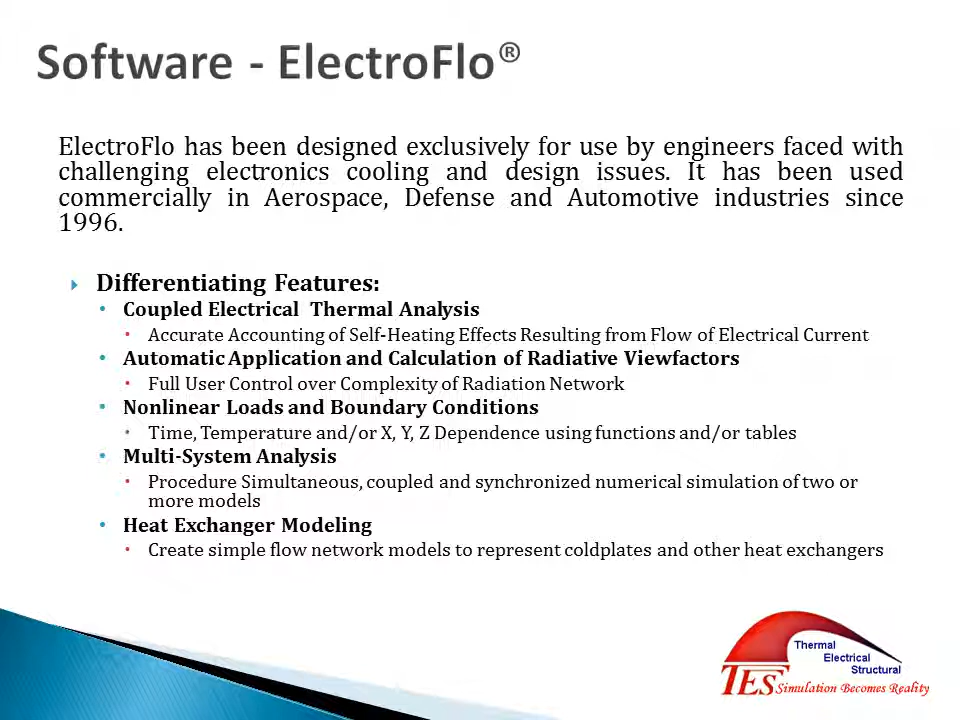 Software - ElectroFlo®
ElectroFlo has been designed exclusively for use by engineers faced with
challenging electronics cooling and design issues. It has been used
commercially in Aerospace, Defense and Automotive industries since
1996.
Differentiating Features:
• Coupled Electrical Thermal Analysis
• Accurate Accounting of Self-Heating Effects Resulting from Flow of Electrical Current
• Automatic Application and Calculation of Radiative Viewfactors
• Full User Control over Complexity of Radiation Network
• Nonlinear Loads and Boundary Conditions
• Time, Temperature and/or X, Y, Z Dependence using functions and/or tables
• Multi-System Analysis
• Procedure Simultaneous, coupled and synchronized numerical simulation of two or
more models
• Heat Exchanger Modeling
• Create simple flow network models to represent coldplates and other heat exchangers
Thermal
Electrical
Structural
TES Simulation Becomes Reality